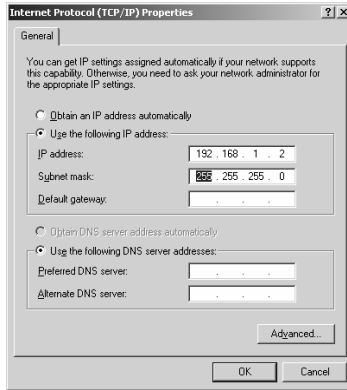 Internet Protocol (TCP/IP) Properties
General
You can get IP settings assigned automatically if your network supports
this capability. Otherwise, you need to ask your network administrator for
the appropriate IP settings.
Obtain an IP address automatically
Use the following IP address:
IP address: 192 . 168 . 1 . 2
Subnet mask: 255 . 255 . 255 . 0
Default gateway: . . .
Obtain DNS server address automatically
Use the following DNS server addresses:
Preferred DNS server: . . .
Alternate DNS server: . . .
Advanced...
OK Cancel